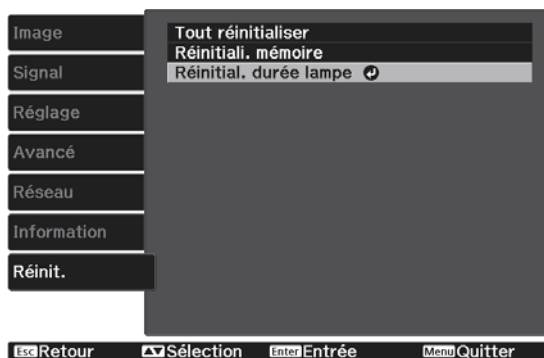 Image
Signal
Réglage
Avancé
Réseau
Information
Réinit.
Tout réinitialiser
Réinitiali. mémoire
Réinitial. durée lampe
Esc Retour Sélection Enter Entrée Menu Quitter